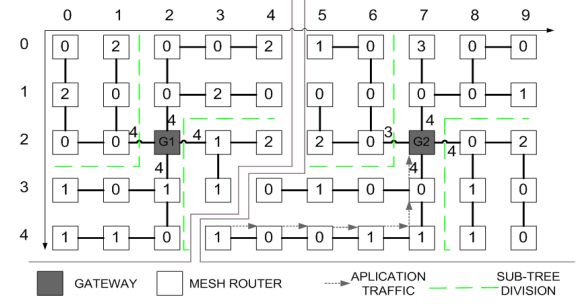 0 1 2 3 4 5 6 7 8 9
0 0 2 0 0 2 1 0 3 0 0
1 2 0 0 2 0 0 0 0 0 1
4 4
2 0 0 4 G1 4 1 2 2 0 3 G2 4 0 2
4 4
3 1 0 1 1 0 1 0 0 1 0
4 1 1 0 1 0 0 1 1 1 0
GATEWAY MESH ROUTER APLICATION TRAFFIC SUB-TREE DIVISION